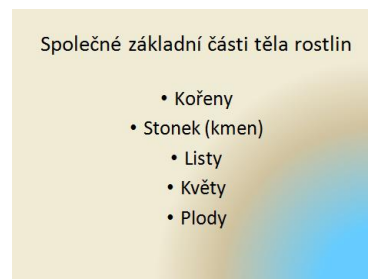 Společné základní části těla rostlin
• Kořeny
• Stonek (kmen)
• Listy
• Květy
• Plody